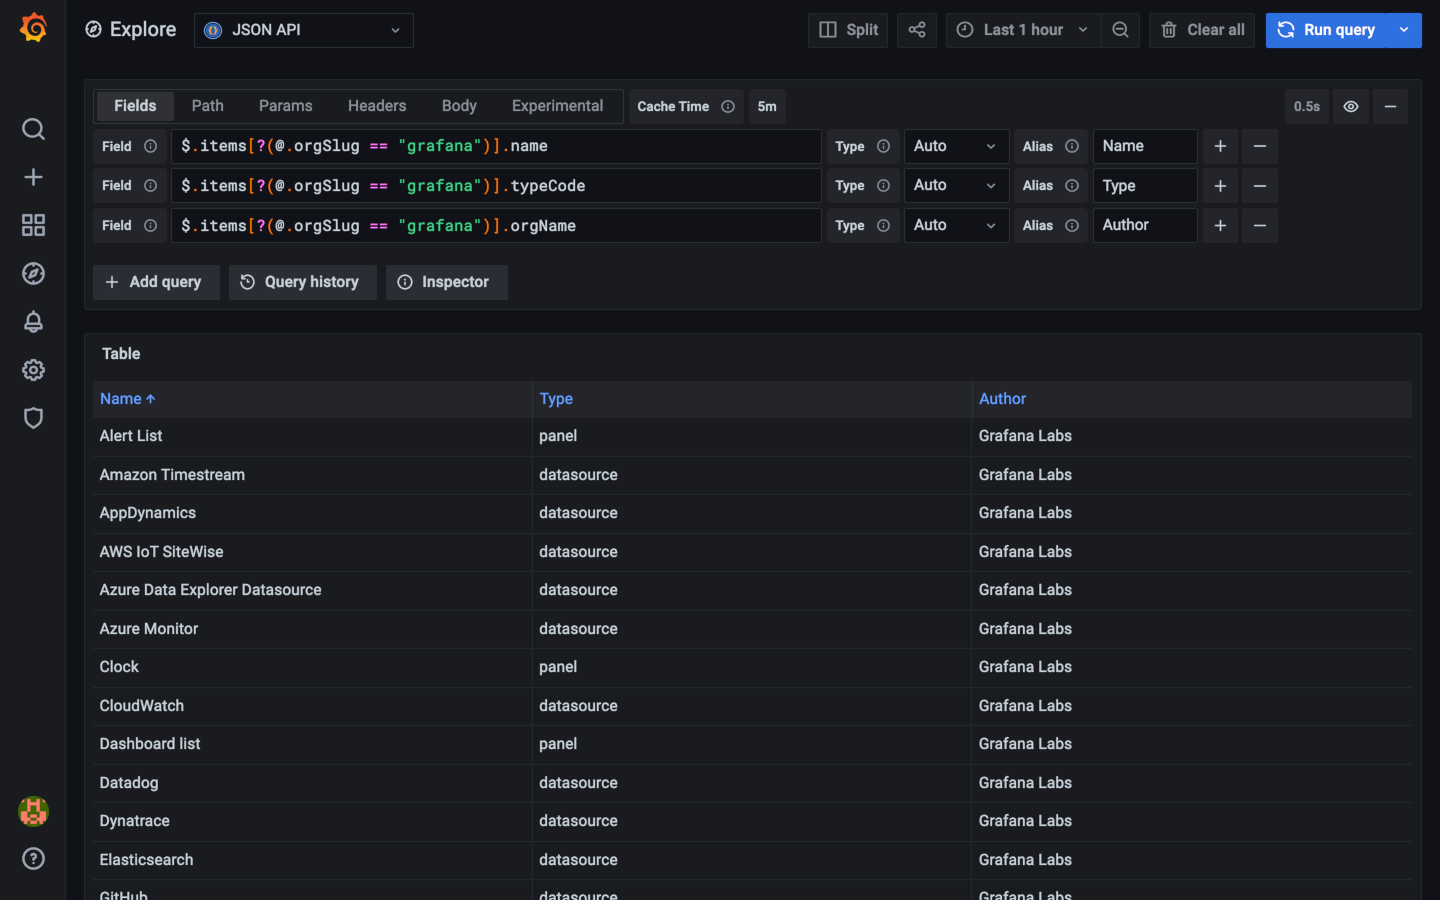 Explore JSON API Split Last 1 hour Clear all Run query
Fields Path Params Headers Body Experimental Cache Time 5m 0.5s
Field $.items[?(@.orgSlug == "grafana")].name Type Auto Alias Name
Field $.items[?(@.orgSlug == "grafana")].typeCode Type Auto Alias Type
Field $.items[?(@.orgSlug == "grafana")].orgName Type Auto Alias Author
Add query Query history Inspector
Table
Name Type Author
Alert List panel Grafana Labs
Amazon Timestream datasource Grafana Labs
AppDynamics datasource Grafana Labs
AWS IoT SiteWise datasource Grafana Labs
Azure Data Explorer Datasource datasource Grafana Labs
Azure Monitor datasource Grafana Labs
Clock panel Grafana Labs
CloudWatch datasource Grafana Labs
Dashboard list panel Grafana Labs
Datadog datasource Grafana Labs
Dynatrace datasource Grafana Labs
Elasticsearch datasource Grafana Labs
GitHub datasource Grafana Labs